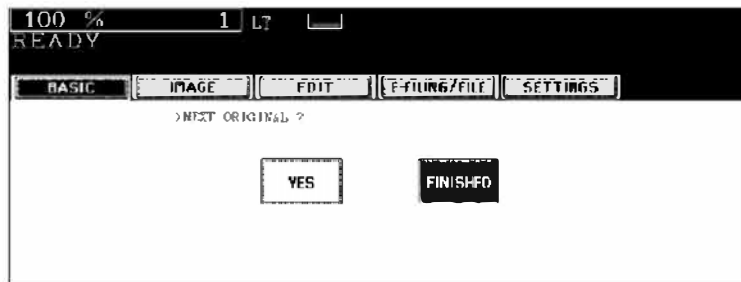 100 % 1 LT
READY
BASIC IMAGE EDIT E-FILING/FILE SETTINGS
>NEXT ORIGINAL ?
YES FINISHED